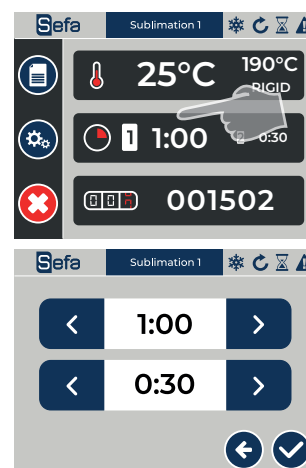 Sefa Sublimation 1
25°C 190°C
RIGID
1 1:00 2 0:30
001502
Sefa Sublimation 1
1:00
0:30